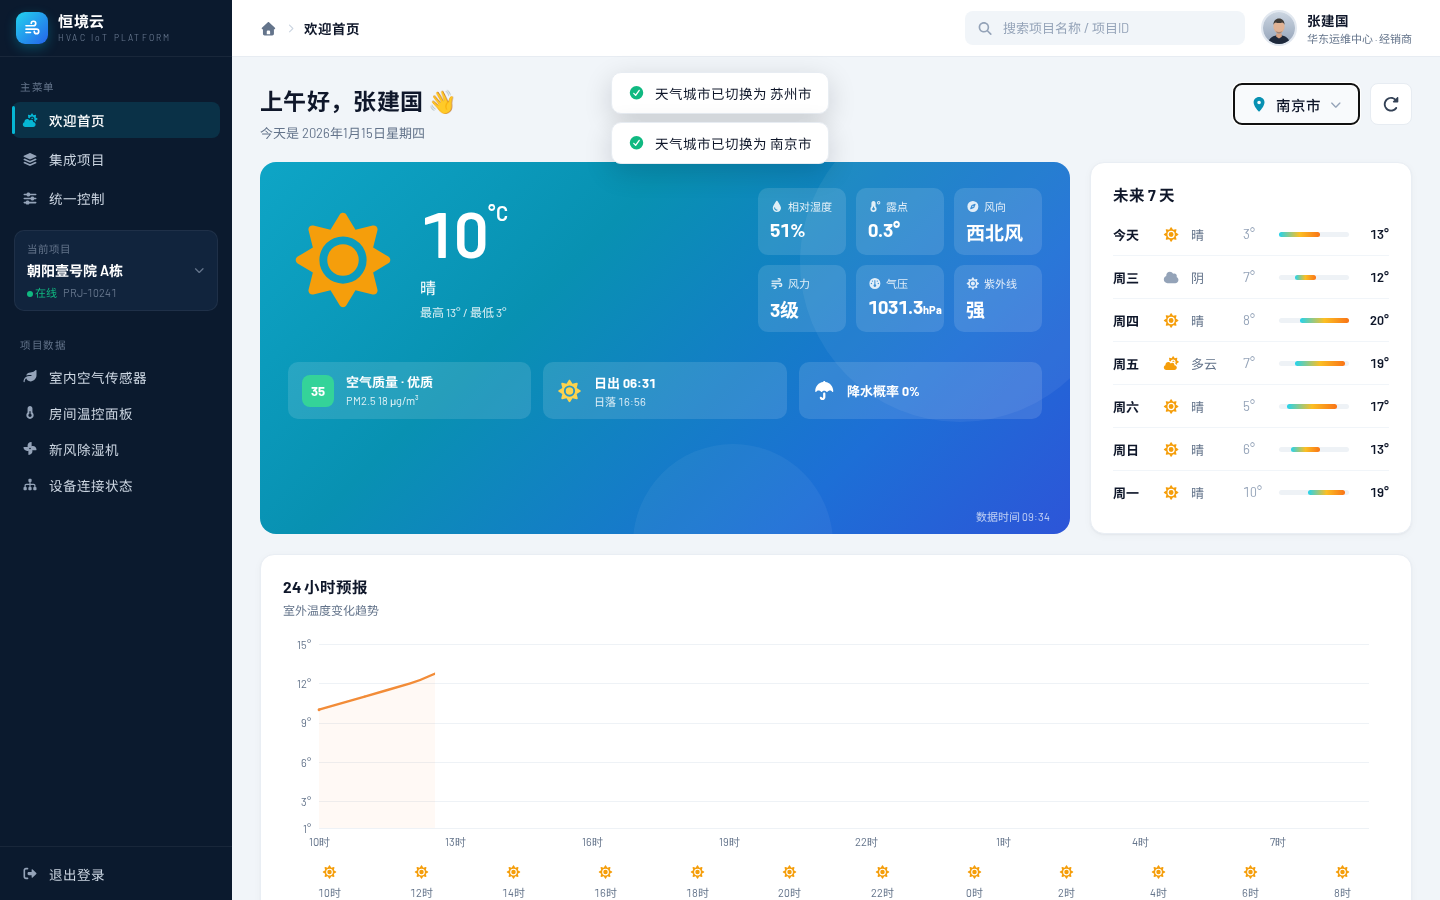 恒境云
HVAC IoT PLATFORM
主菜单
欢迎首页
集成项目
统一控制
当前项目
朝阳壹号院 A栋
在线 PRJ-10241
项目数据
室内空气传感器
房间温控面板
新风除湿机
设备连接状态
退出登录
欢迎首页
搜索项目名称 / 项目ID
张建国
华东运维中心 · 经销商
天气城市已切换为 苏州市
天气城市已切换为 南京市
上午好，张建国 👋
今天是 2026年1月15日星期四
南京市
10°C
晴
最高 13° / 最低 3°
相对湿度
51%
露点
0.3°
风向
西北风
风力
3级
气压
1031.3hPa
紫外线
强
35
空气质量 · 优质
PM2.5 18 μg/m³
日出 06:31
日落 16:56
降水概率 0%
数据时间 09:34
未来 7 天
今天 晴 3° 13°
周三 阴 7° 12°
周四 晴 8° 20°
周五 多云 7° 19°
周六 晴 5° 17°
周日 晴 6° 13°
周一 晴 10° 19°
24 小时预报
室外温度变化趋势
15°
12°
9°
6°
3°
1°
10时 13时 16时 19时 22时 1时 4时 7时
10时 12时 14时 16时 18时 20时 22时 0时 2时 4时 6时 8时